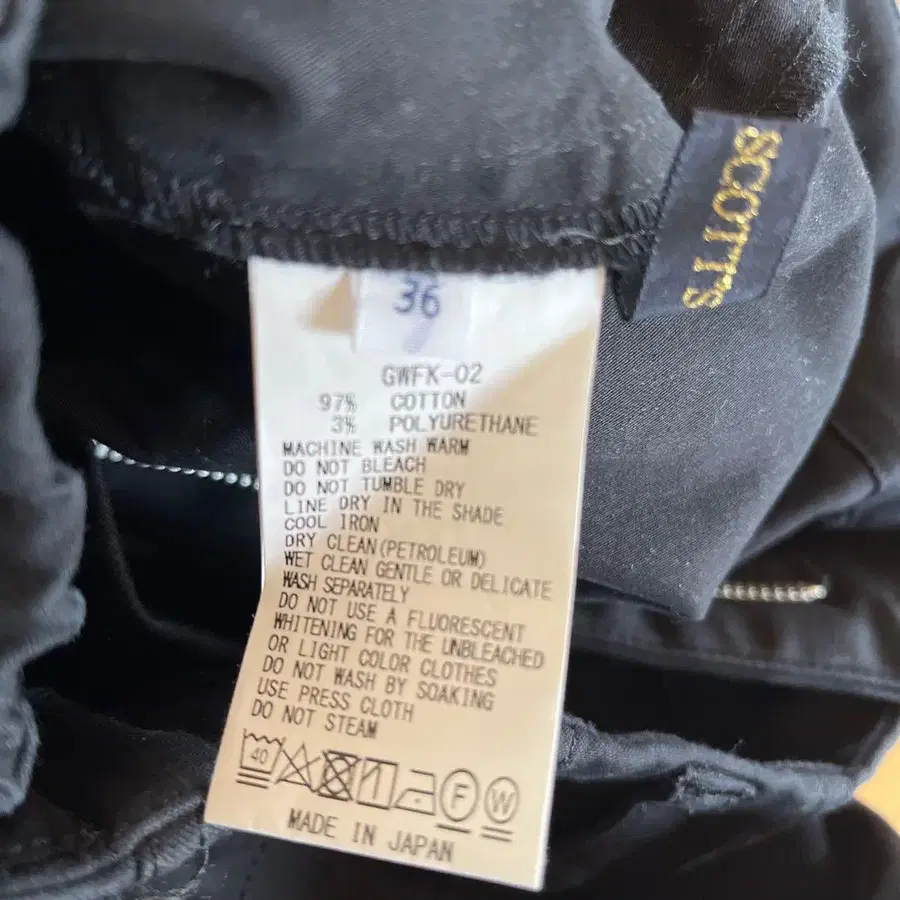 SCOTT'S
36
GWFK-02
97% COTTON
3% POLYURETHANE
MACHINE WASH WARM
DO NOT BLEACH
DO NOT TUMBLE DRY
LINE DRY IN THE SHADE
COOL IRON
DRY CLEAN(PETROLEUM)
WET CLEAN GENTLE OR DELICATE
WASH SEPARATELY
DO NOT USE A FLUORESCENT
WHITENING FOR THE UNBLEACHED
OR LIGHT COLOR CLOTHES
DO NOT WASH BY SOAKING
USE PRESS CLOTH
DO NOT STEAM
40 F W
MADE IN JAPAN